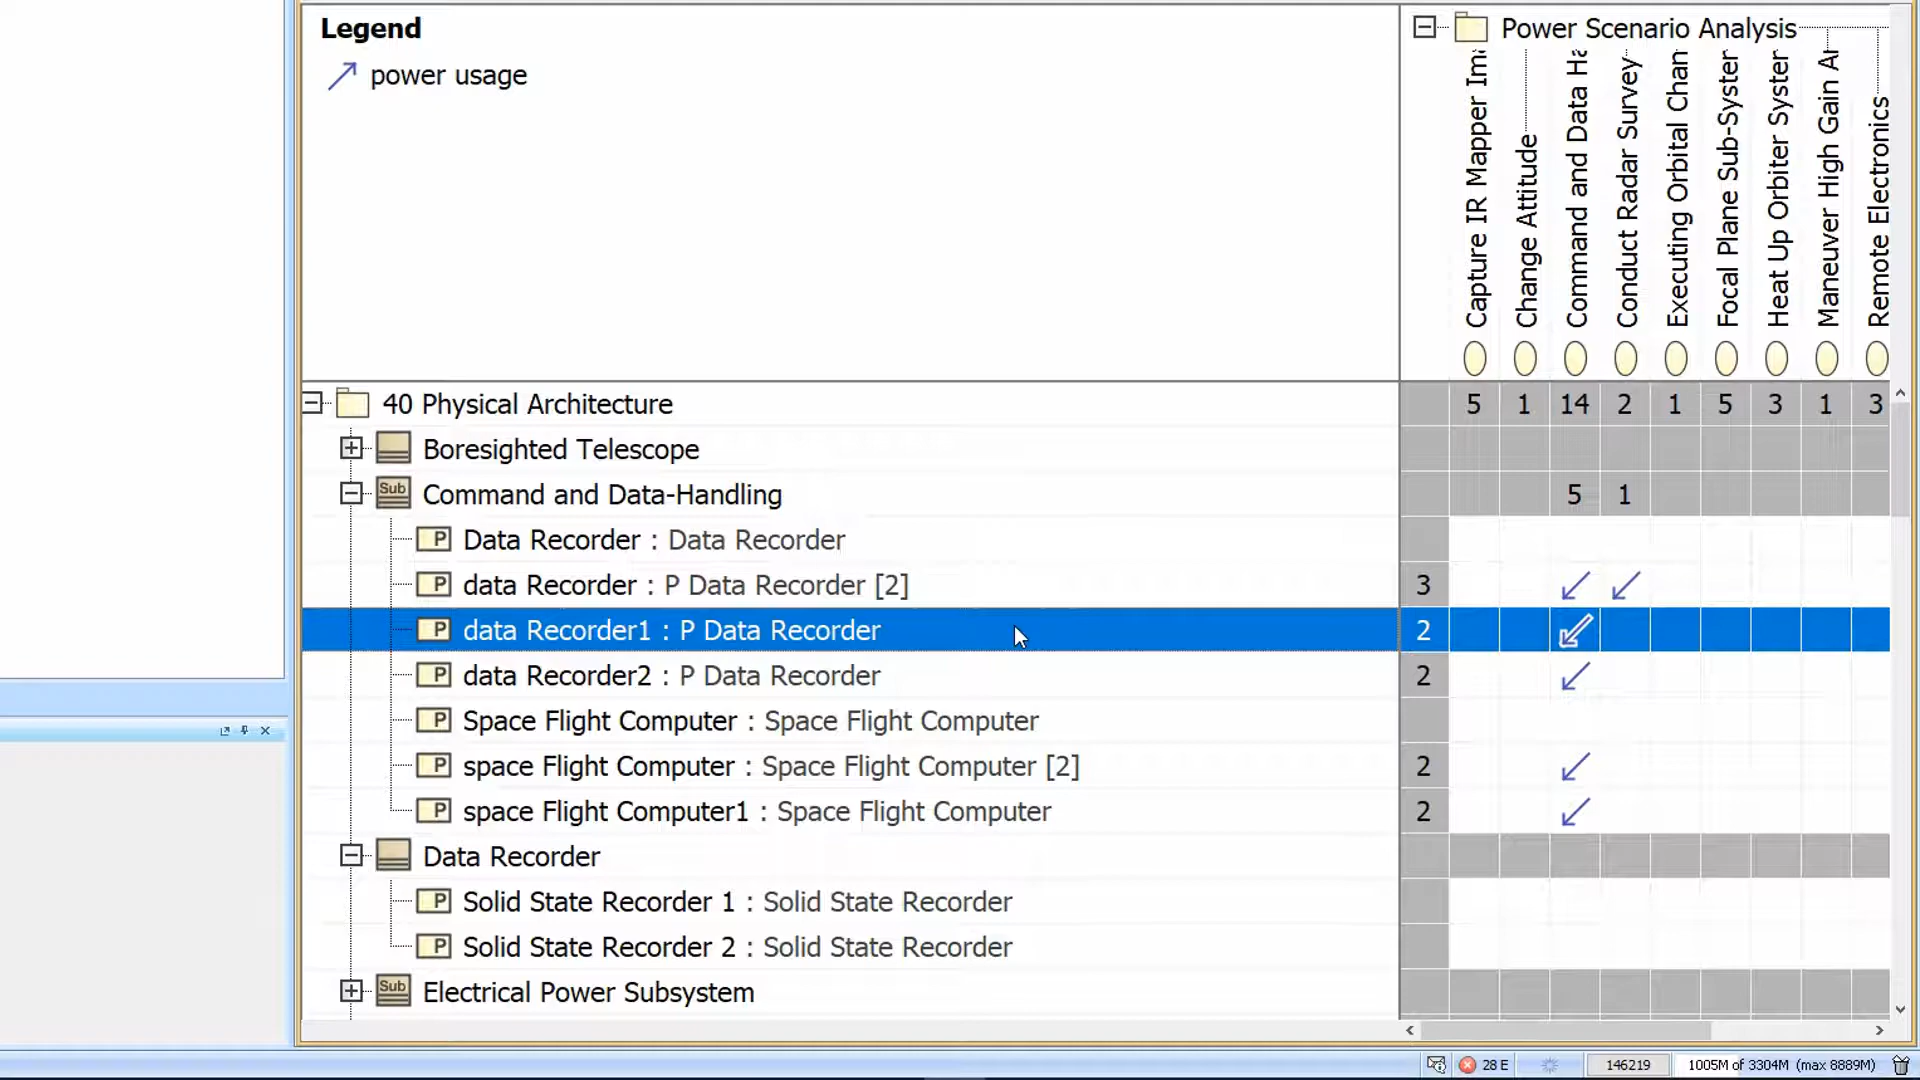 Legend
power usage
Power Scenario Analysis
Capture IR Mapper Im
Change Attitude
Command and Data Ha
Conduct Radar Survey
Executing Orbital Chan
Focal Plane Sub-Syster
Heat Up Orbiter Syster
Maneuver High Gain A
Remote Electronics
40 Physical Architecture 5 1 14 2 1 5 3 1 3
Boresighted Telescope
Sub Command and Data-Handling 5 1
P Data Recorder : Data Recorder
P data Recorder : P Data Recorder [2] 3
P data Recorder1 : P Data Recorder 2
P data Recorder2 : P Data Recorder 2
P Space Flight Computer : Space Flight Computer
P space Flight Computer : Space Flight Computer [2] 2
P space Flight Computer1 : Space Flight Computer 2
Data Recorder
P Solid State Recorder 1 : Solid State Recorder
P Solid State Recorder 2 : Solid State Recorder
Sub Electrical Power Subsystem
28 E 146219 1005M of 3304M (max 8889M)